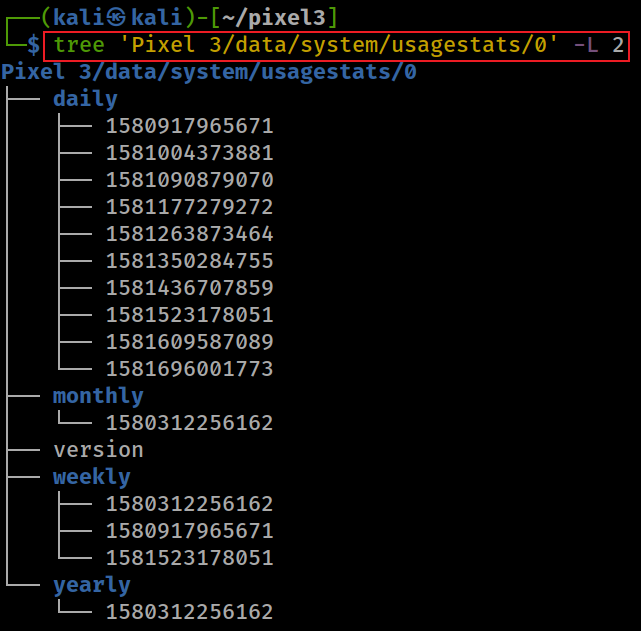 ┌──(kali㉿kali)-[~/pixel3]
└─$ tree 'Pixel 3/data/system/usagestats/0' -L 2
Pixel 3/data/system/usagestats/0
├── daily
│   ├── 1580917965671
│   ├── 1581004373881
│   ├── 1581090879070
│   ├── 1581177279272
│   ├── 1581263873464
│   ├── 1581350284755
│   ├── 1581436707859
│   ├── 1581523178051
│   ├── 1581609587089
│   └── 1581696001773
├── monthly
│   └── 1580312256162
├── version
├── weekly
│   ├── 1580312256162
│   ├── 1580917965671
│   └── 1581523178051
└── yearly
    └── 1580312256162